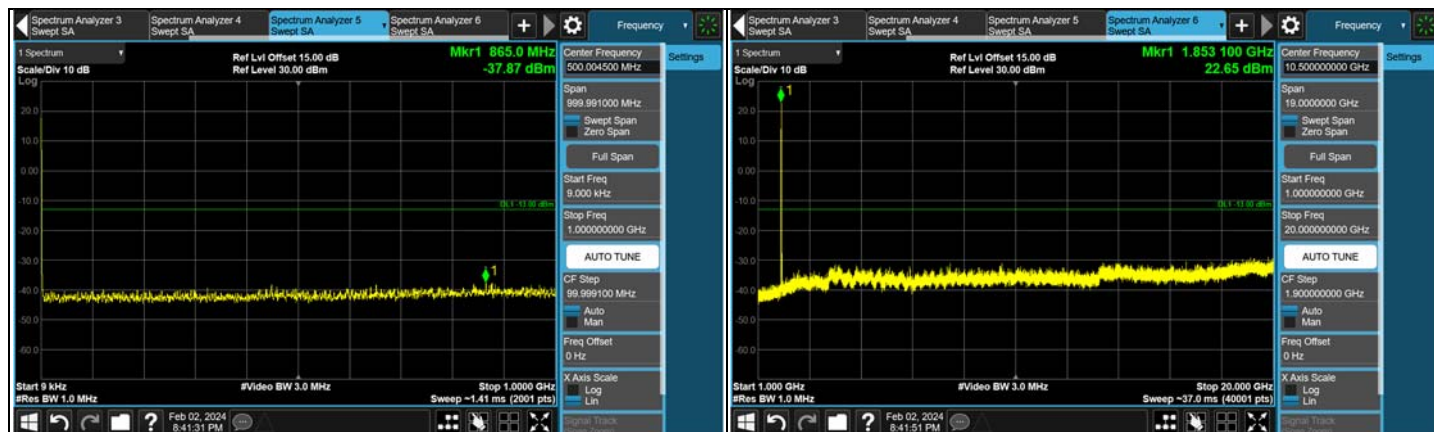 Spectrum Analyzer 3
Swept SA
Spectrum Analyzer 4
Swept SA
Spectrum Analyzer 5
Swept SA
Spectrum Analyzer 6
Swept SA
Frequency
1 Spectrum
Scale/Div 10 dB
Log
Ref Lvl Offset 15.00 dB
Ref Level 30.00 dBm
Mkr1 865.0 MHz
-37.87 dBm
1
20.0
10.0
0.00
-10.0
-20.0
-30.0
-40.0
-50.0
-60.0
DL1 -13.00 dBm
Start 9 kHz
#Res BW 1.0 MHz
#Video BW 3.0 MHz
Stop 1.0000 GHz
Sweep ~1.41 ms (2001 pts)
Center Frequency
500.004500 MHz
Span
999.991000 MHz
Swept Span
Zero Span
Full Span
Start Freq
9.000 kHz
Stop Freq
1.000000000 GHz
AUTO TUNE
CF Step
99.999100 MHz
Auto
Man
Freq Offset
0 Hz
X Axis Scale
Log
Lin
Signal Track
Settings
?
Feb 02, 2024
8:41:31 PM
Spectrum Analyzer 3
Swept SA
Spectrum Analyzer 4
Swept SA
Spectrum Analyzer 5
Swept SA
Spectrum Analyzer 6
Swept SA
Frequency
1 Spectrum
Scale/Div 10 dB
Log
Ref Lvl Offset 15.00 dB
Ref Level 30.00 dBm
Mkr1 1.853 100 GHz
22.65 dBm
1
20.0
10.0
0.00
-10.0
-20.0
-30.0
-40.0
-50.0
-60.0
DL1 -13.00 dBm
Start 1.000 GHz
#Res BW 1.0 MHz
#Video BW 3.0 MHz
Stop 20.000 GHz
Sweep ~37.0 ms (40001 pts)
Center Frequency
10.500000000 GHz
Span
19.0000000 GHz
Swept Span
Zero Span
Full Span
Start Freq
1.000000000 GHz
Stop Freq
20.000000000 GHz
AUTO TUNE
CF Step
1.900000000 GHz
Auto
Man
Freq Offset
0 Hz
X Axis Scale
Log
Lin
Signal Track
Settings
?
Feb 02, 2024
8:41:51 PM